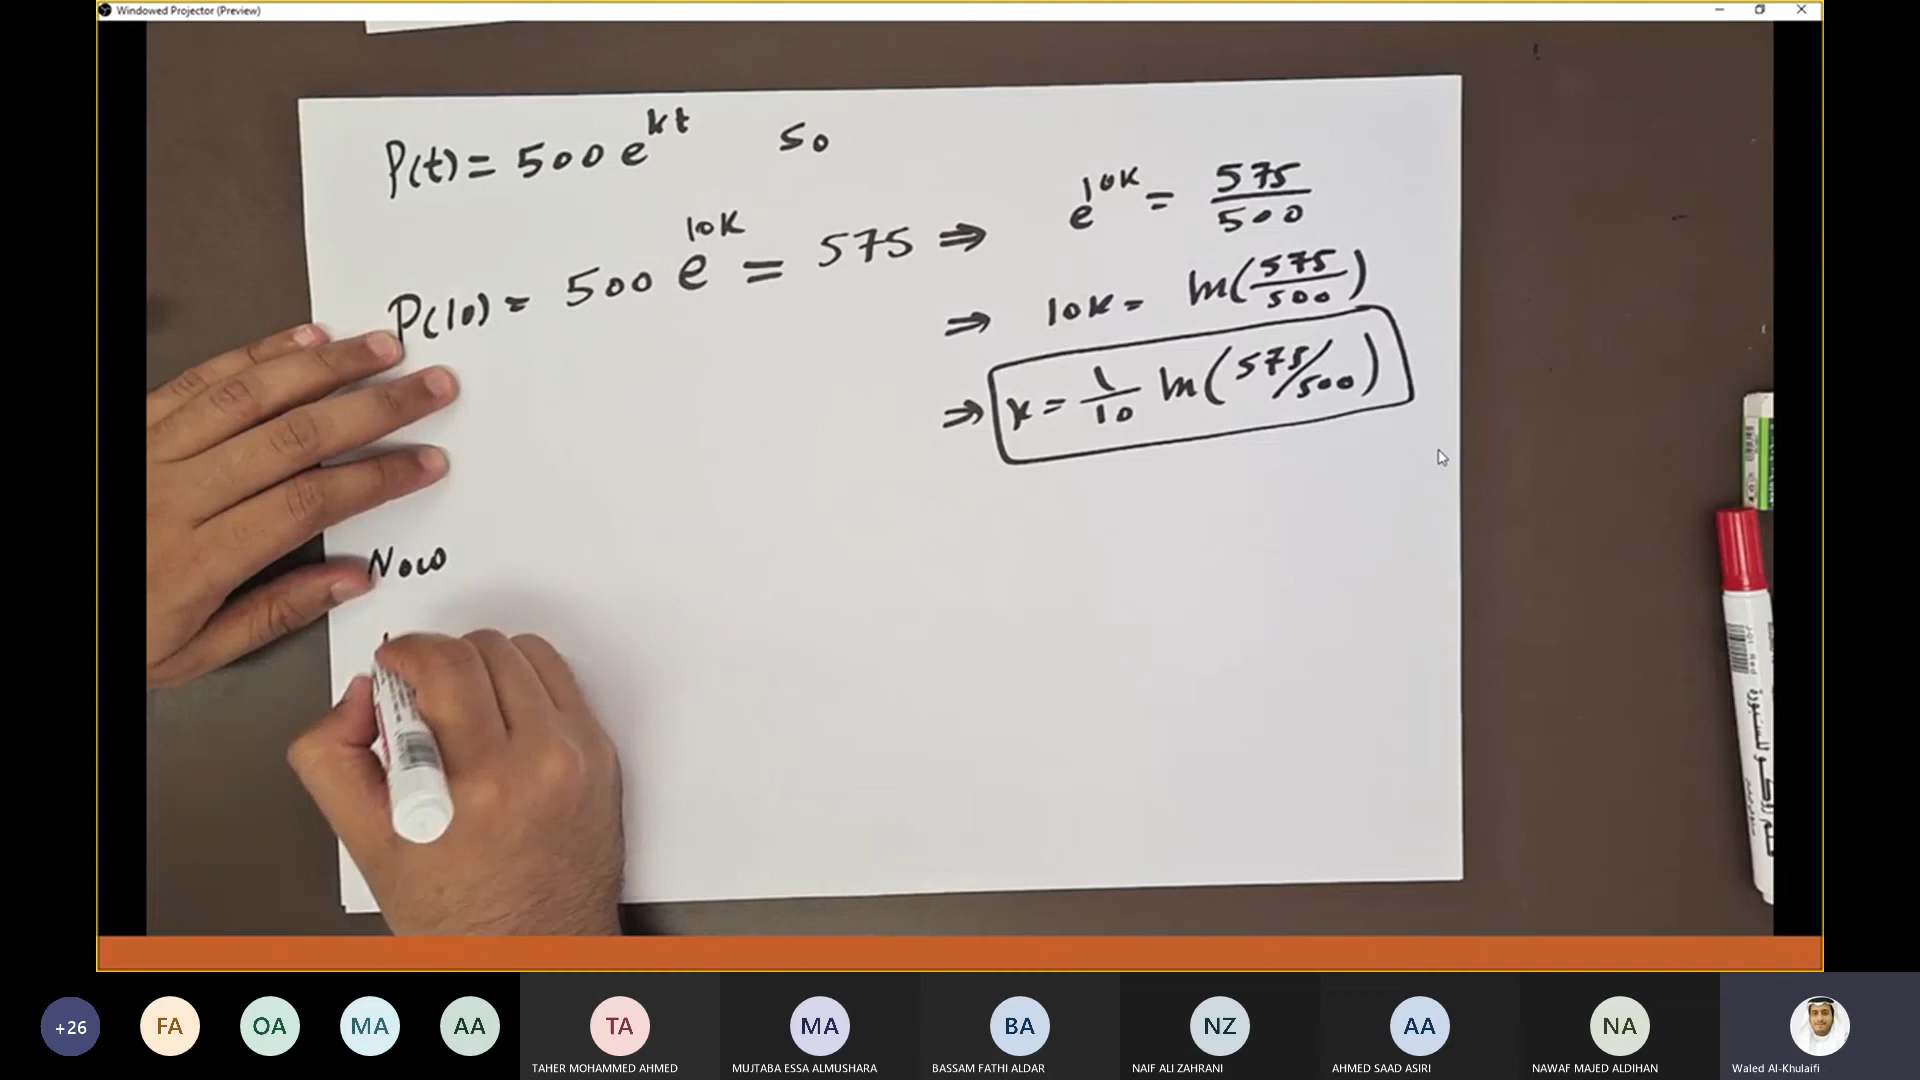 Windowed Projector (Preview)
P(t) = 500 e^{kt} so
P(10) = 500 e^{10K} = 575 ⇒ e^{10K} = 575/500
⇒ 10K = ln(575/500)
⇒ K = 1/10 ln(575/500)
Now
+26
FA
OA
MA
AA
TA
MA
BA
NZ
AA
NA
TAHER MOHAMMED AHMED
MUJTABA ESSA ALMUSHARA
BASSAM FATHI ALDAR
NAIF ALI ZAHRANI
AHMED SAAD ASIRI
NAWAF MAJED ALDIHAN
Waled Al-Khulaifi